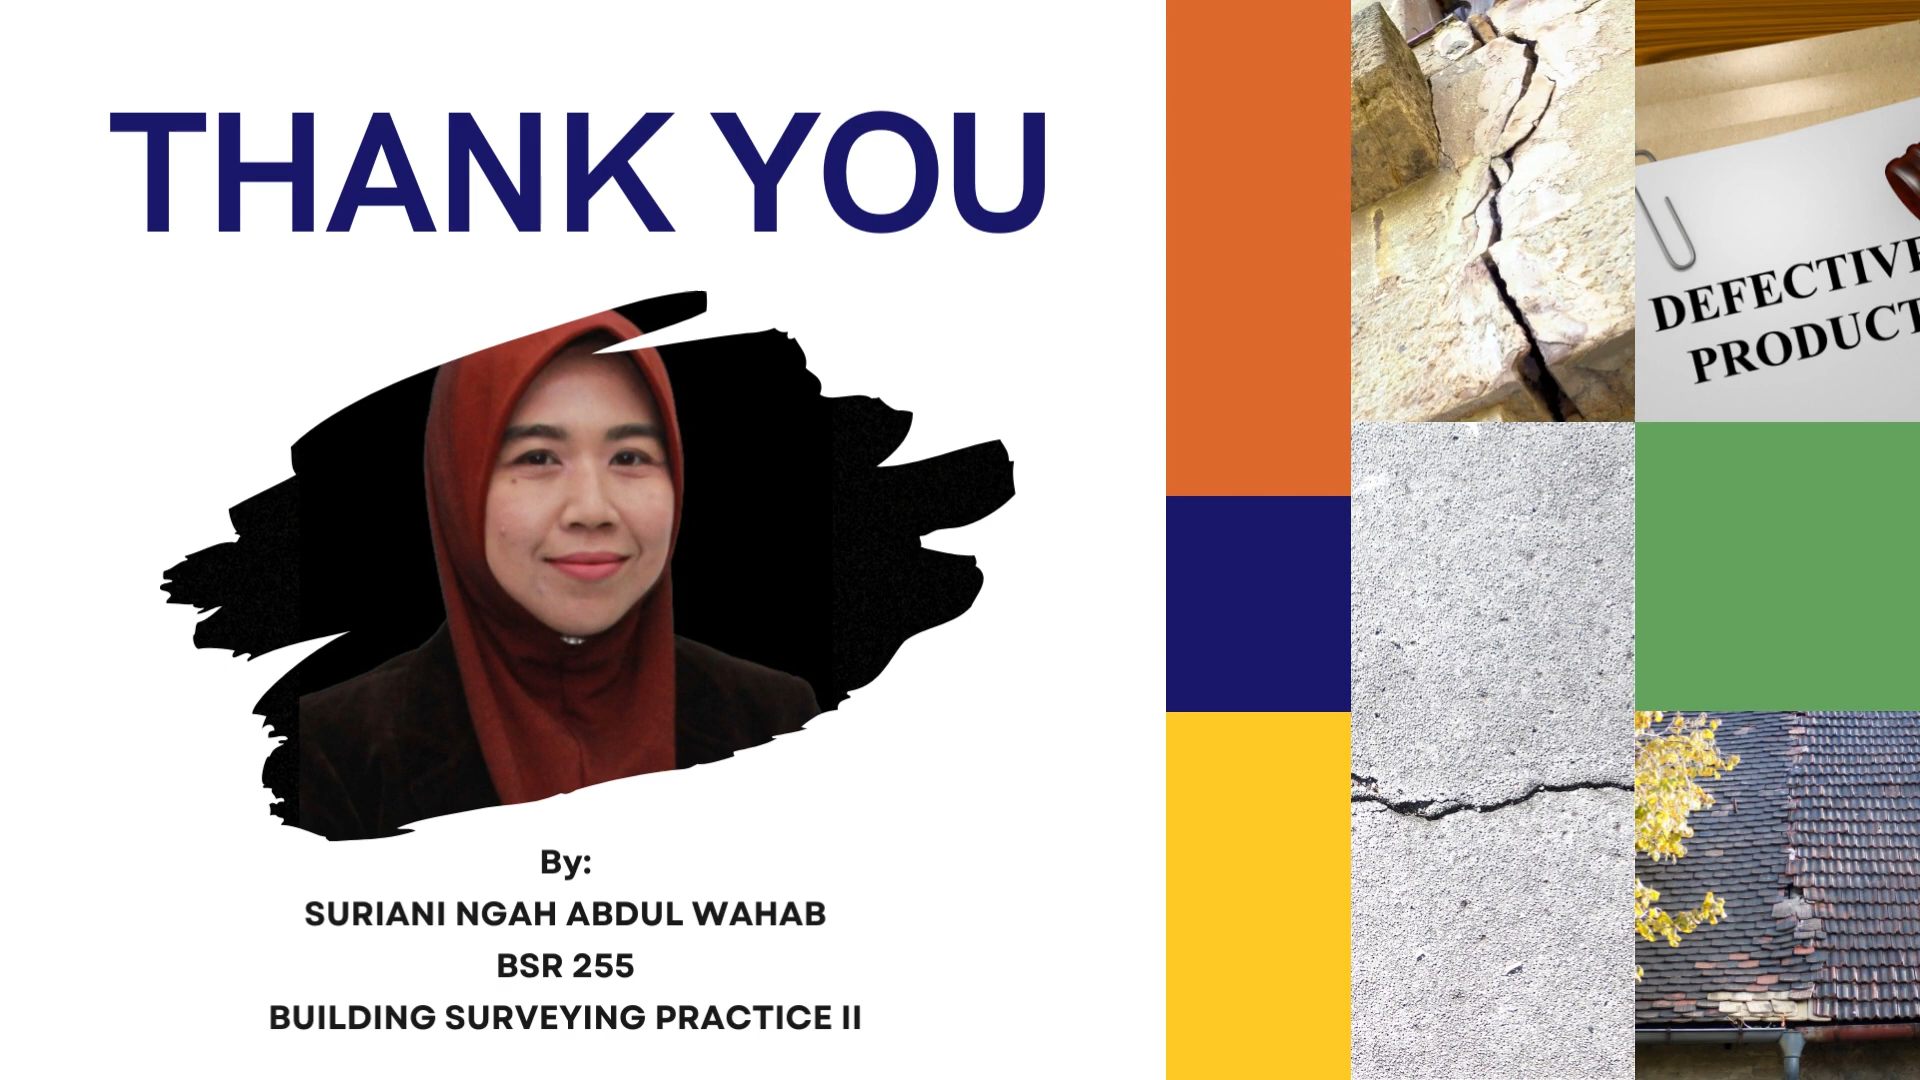 THANK YOU
By:
SURIANI NGAH ABDUL WAHAB
BSR 255
BUILDING SURVEYING PRACTICE II
DEFECTIVE
PRODUCT